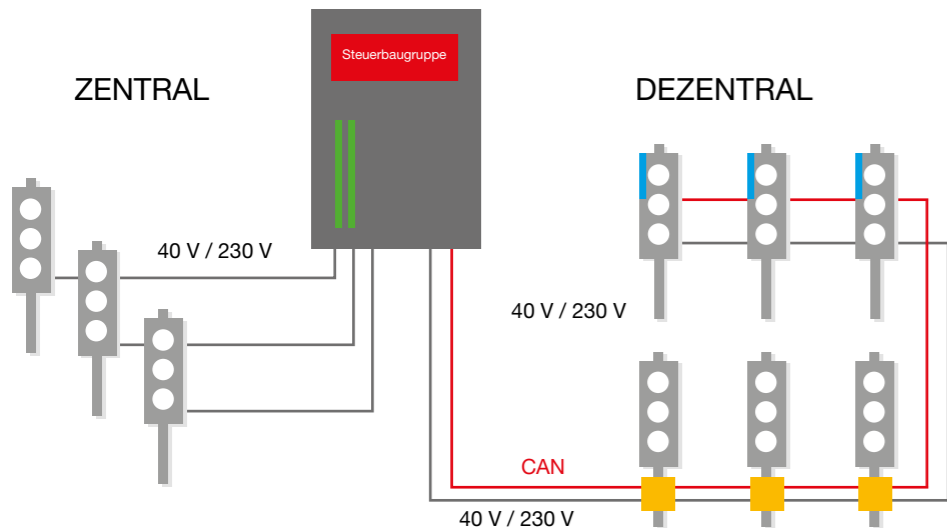 Steuerbaugruppe
ZENTRAL
DEZENTRAL
40 V / 230 V
40 V / 230 V
CAN
40 V / 230 V